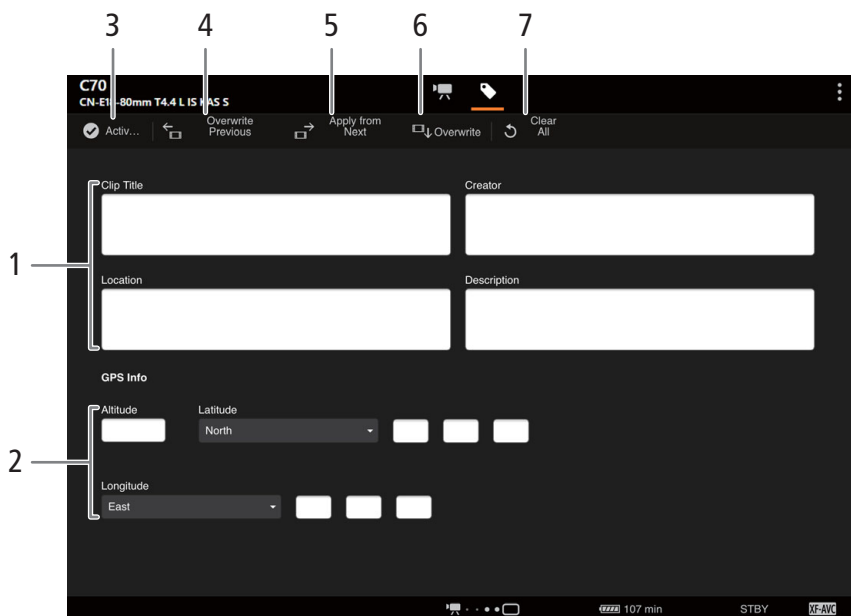 3 4 5 6 7
C70
CN-E18-80mm T4.4 L IS KAS S
Activ... Overwrite Previous Apply from Next Overwrite Clear All
1
Clip Title Creator
Location Description
GPS Info
2
Altitude Latitude
North
Longitude
East
107 min STBY XF-AVC